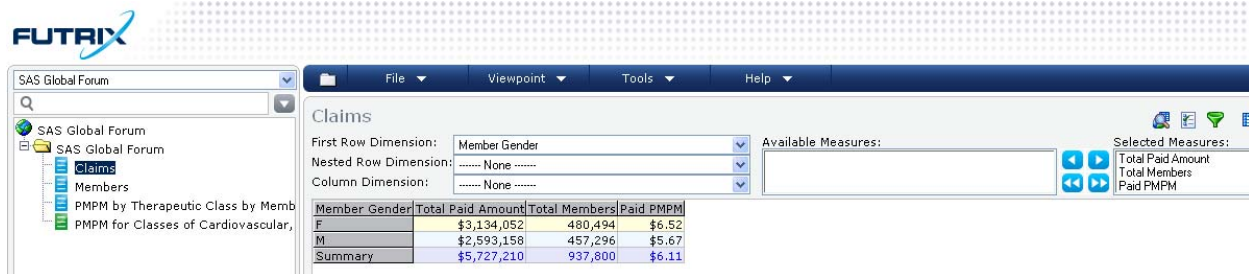 FUTRIX
SAS Global Forum
File Viewpoint Tools Help
SAS Global Forum
SAS Global Forum
Claims
Members
PMPM by Therapeutic Class by Memb
PMPM for Classes of Cardiovascular,
Claims
First Row Dimension: Member Gender
Nested Row Dimension: ------- None -------
Column Dimension: ------- None -------
Available Measures:
Selected Measures:
Total Paid Amount
Total Members
Paid PMPM
Member Gender Total Paid Amount Total Members Paid PMPM
F $3,134,052 480,494 $6.52
M $2,593,158 457,296 $5.67
Summary $5,727,210 937,800 $6.11